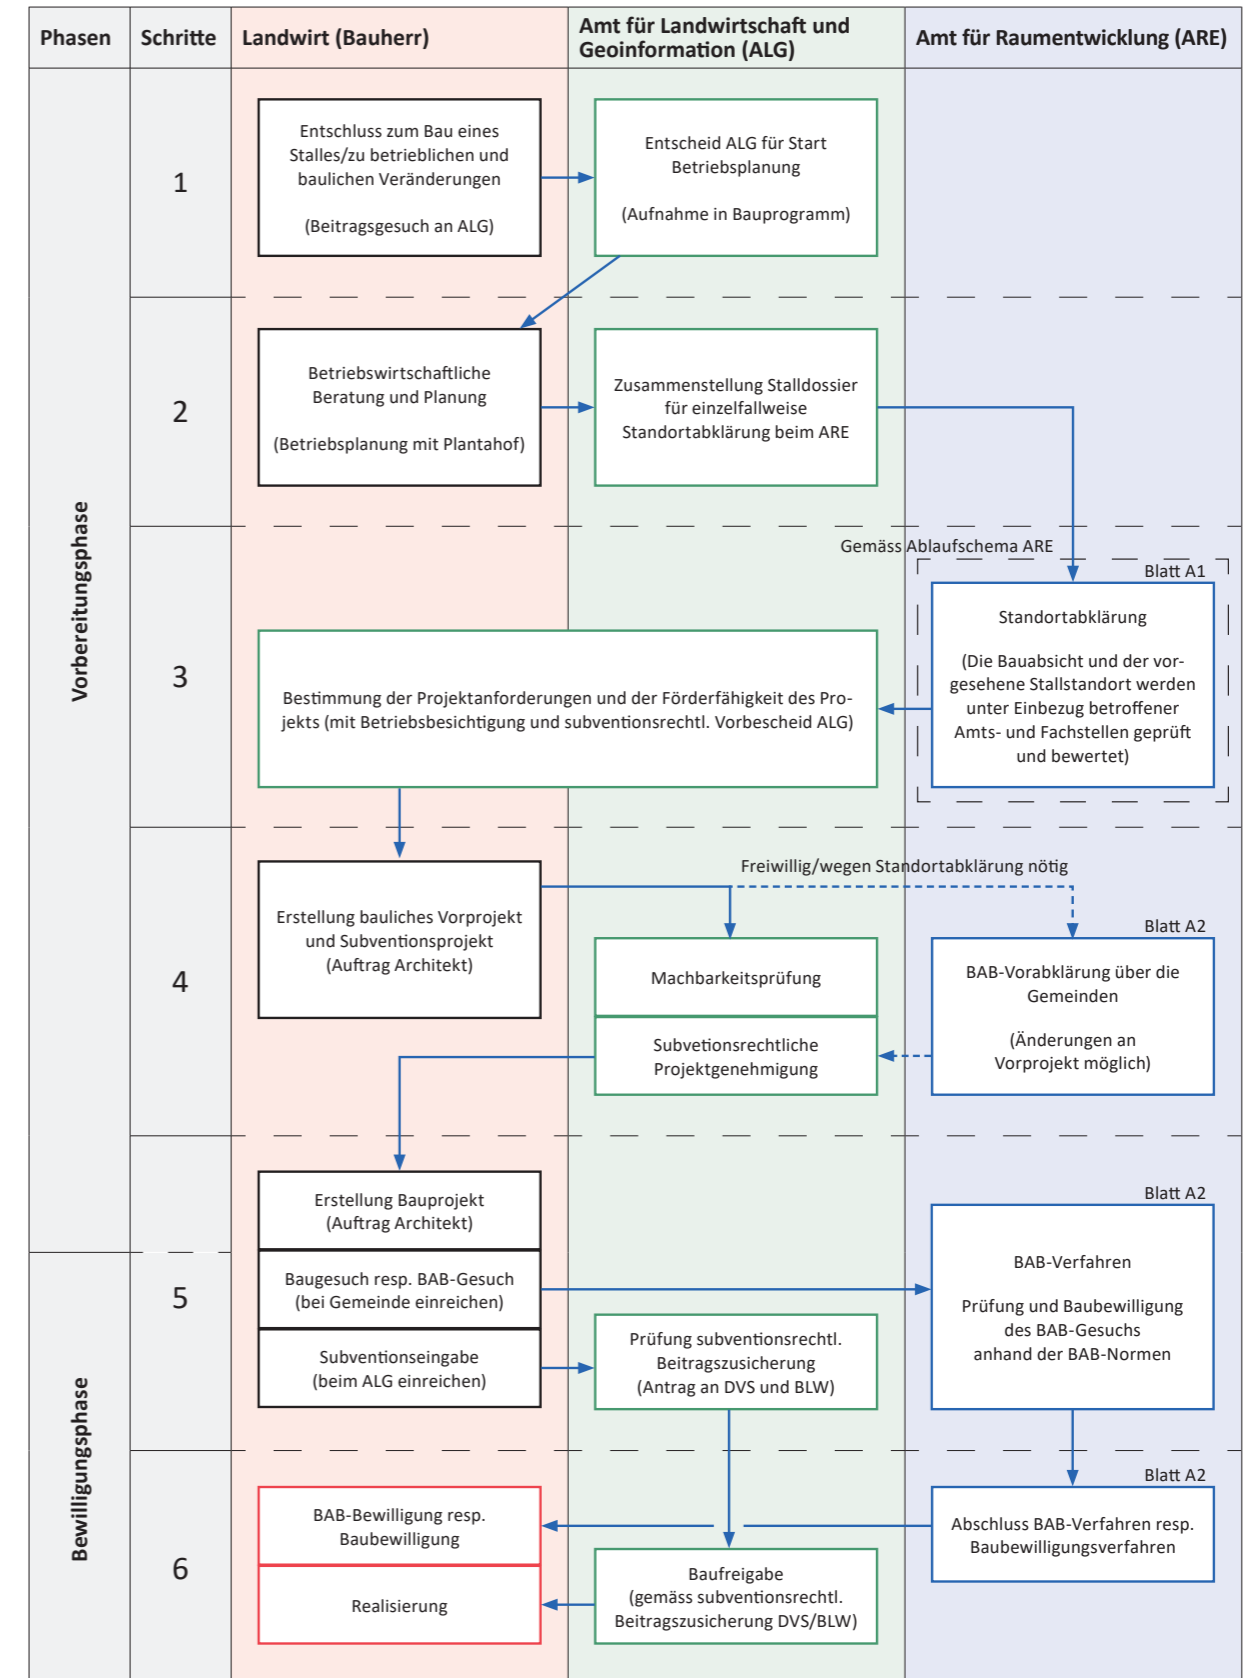 Phasen
Schritte
Landwirt (Bauherr)
Amt für Landwirtschaft und
Geoinformation (ALG)
Amt für Raumentwicklung (ARE)
Vorbereitungsphase
1
Entschluss zum Bau eines
Stalles/zu betrieblichen und
baulichen Veränderungen
(Beitragsgesuch an ALG)
Entscheid ALG für Start
Betriebsplanung
(Aufnahme in Bauprogramm)
2
Betriebswirtschaftliche
Beratung und Planung
(Betriebsplanung mit Plantahof)
Zusammenstellung Stalldossier
für einzelfallweise
Standortabklärung beim ARE
3
Gemäss Ablaufschema ARE
Blatt A1
Standortabklärung
(Die Bauabsicht und der vor-
gesehene Stallstandort werden
unter Einbezug betroffener
Amts- und Fachstellen geprüft
und bewertet)
Bestimmung der Projektanforderungen und der Förderfähigkeit des Pro-
jekts (mit Betriebsbesichtigung und subventionsrechtl. Vorbescheid ALG)
4
Erstellung bauliches Vorprojekt
und Subventionsprojekt
(Auftrag Architekt)
Freiwillig/wegen Standortabklärung nötig
Machbarkeitsprüfung
Subvetionsrechtliche
Projektgenehmigung
Blatt A2
BAB-Vorabklärung über die
Gemeinden
(Änderungen an
Vorprojekt möglich)
Bewilligungsphase
5
Erstellung Bauprojekt
(Auftrag Architekt)
Baugesuch resp. BAB-Gesuch
(bei Gemeinde einreichen)
Subventionseingabe
(beim ALG einreichen)
Prüfung subventionsrechtl.
Beitragszusicherung
(Antrag an DVS und BLW)
Blatt A2
BAB-Verfahren
Prüfung und Baubewilligung
des BAB-Gesuchs
anhand der BAB-Normen
6
BAB-Bewilligung resp.
Baubewilligung
Realisierung
Baufreigabe
(gemäss subventionsrechtl.
Beitragszusicherung DVS/BLW)
Blatt A2
Abschluss BAB-Verfahren resp.
Baubewilligungsverfahren